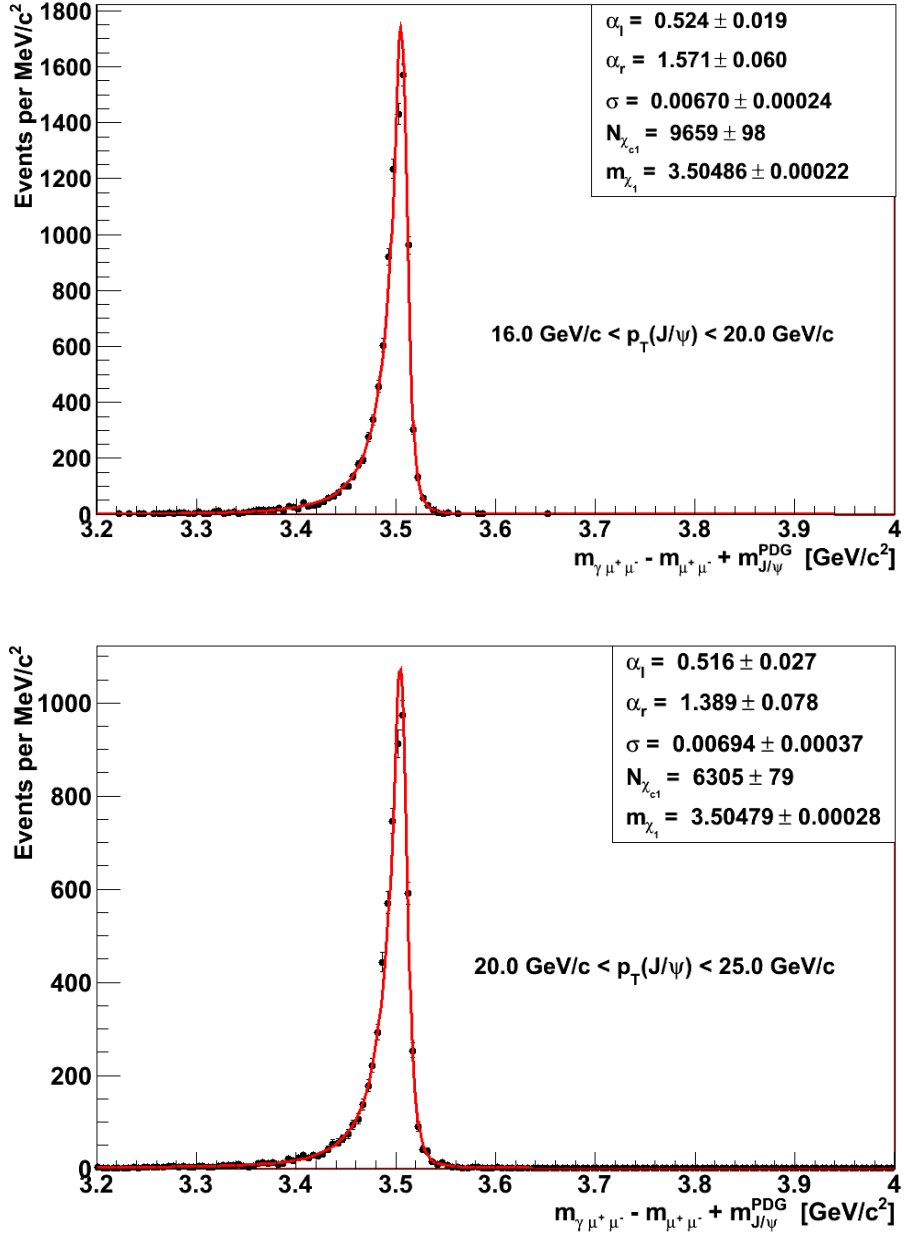 Events per MeV/c²
1800
1600
1400
1200
1000
800
600
400
200
0
α_l = 0.524 ± 0.019
α_r = 1.571 ± 0.060
σ = 0.00670 ± 0.00024
N_χc1 = 9659 ± 98
m_χ1 = 3.50486 ± 0.00022
16.0 GeV/c < p_T(J/ψ) < 20.0 GeV/c
3.2 3.3 3.4 3.5 3.6 3.7 3.8 3.9 4
m_γ μ⁺ μ⁻ - m_μ⁺ μ⁻ + m^PDG_J/ψ [GeV/c²]
Events per MeV/c²
1000
800
600
400
200
0
α_l = 0.516 ± 0.027
α_r = 1.389 ± 0.078
σ = 0.00694 ± 0.00037
N_χc1 = 6305 ± 79
m_χ1 = 3.50479 ± 0.00028
20.0 GeV/c < p_T(J/ψ) < 25.0 GeV/c
3.2 3.3 3.4 3.5 3.6 3.7 3.8 3.9 4
m_γ μ⁺ μ⁻ - m_μ⁺ μ⁻ + m^PDG_J/ψ [GeV/c²]